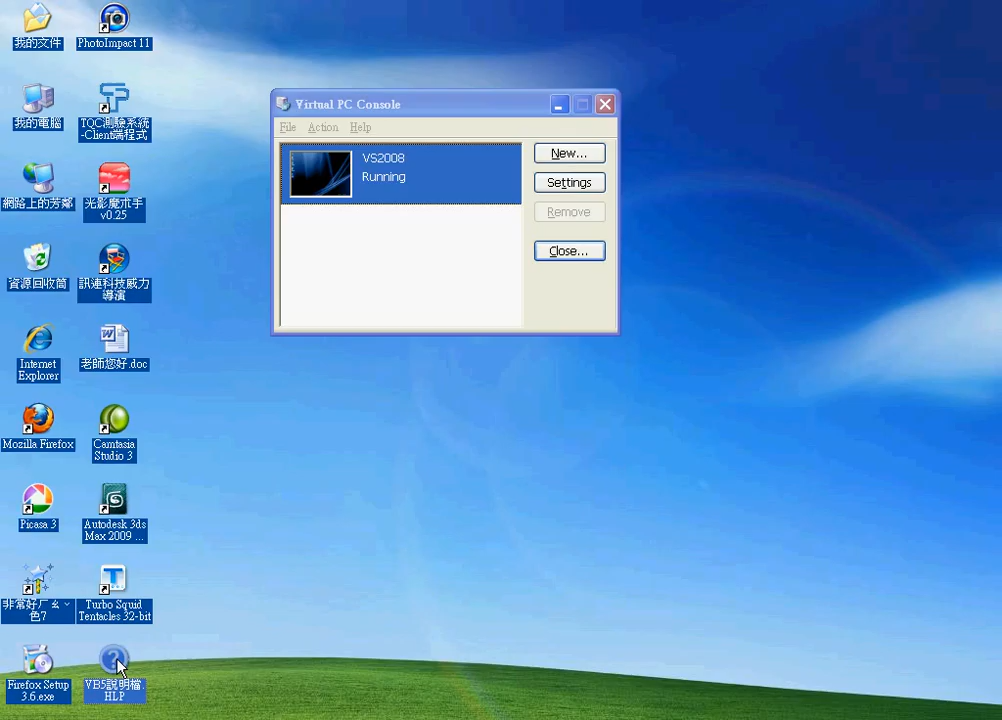 我的文件
PhotoImpact 11
我的電腦
TQC測驗系統
-Client端程式
網路上的芳鄰
光影魔术手
v0.25
資源回收筒
訊連科技威力
導演
Internet
Explorer
老師您好.doc
Mozilla Firefox
Camtasia
Studio 3
Picasa 3
Autodesk 3ds
Max 2009 ...
非常好ㄏㄠˇ
色7
Turbo Squid
Tentacles 32-bit
Firefox Setup
3.6.exe
VB5說明檔.
HLP
Virtual PC Console
File Action Help
VS2008
Running
New...
Settings
Remove
Close...